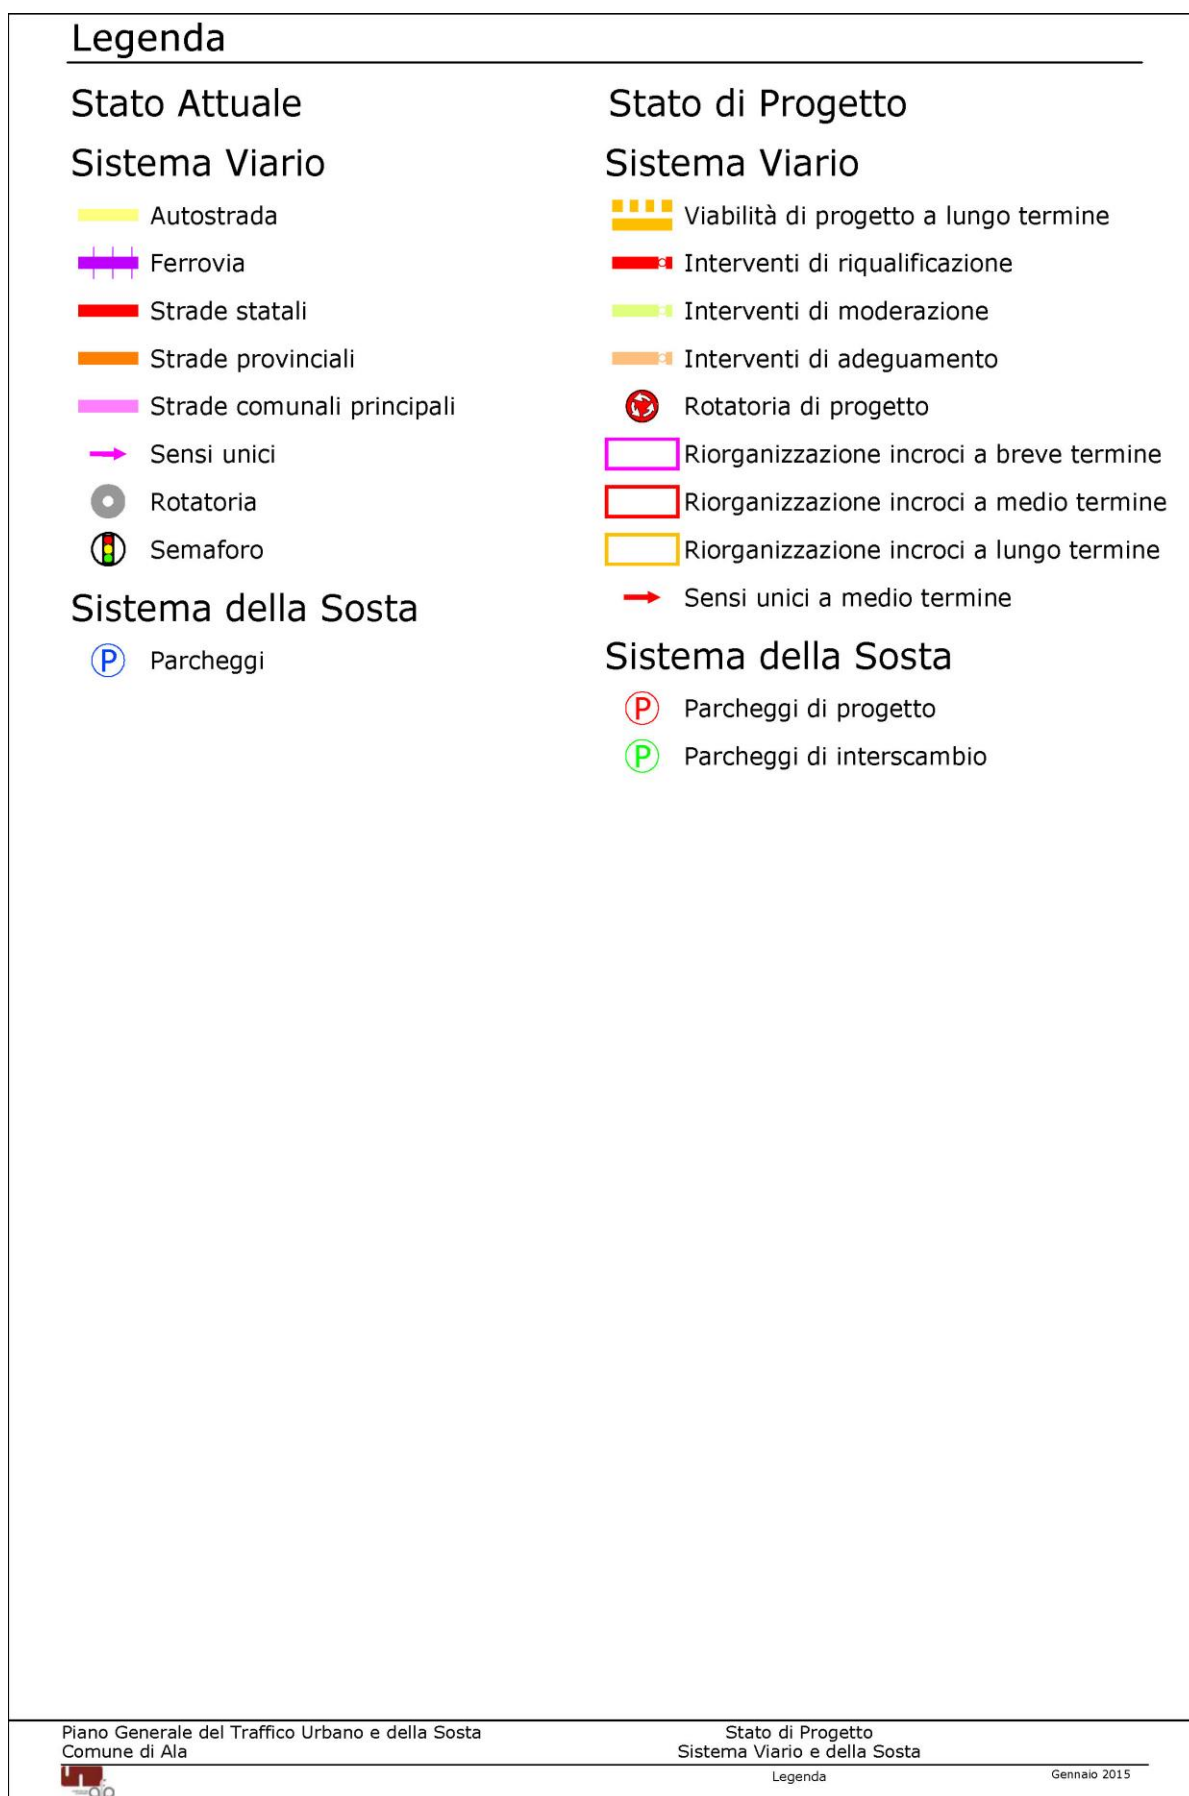 Legenda
Stato Attuale
Sistema Viario
Autostrada
Ferrovia
Strade statali
Strade provinciali
Strade comunali principali
Sensi unici
Rotatoria
Semaforo
Sistema della Sosta
P Parcheggi
Stato di Progetto
Sistema Viario
Viabilità di progetto a lungo termine
Interventi di riqualificazione
Interventi di moderazione
Interventi di adeguamento
Rotatoria di progetto
Riorganizzazione incroci a breve termine
Riorganizzazione incroci a medio termine
Riorganizzazione incroci a lungo termine
Sensi unici a medio termine
Sistema della Sosta
P Parcheggi di progetto
P Parcheggi di interscambio
Piano Generale del Traffico Urbano e della Sosta
Comune di Ala
Stato di Progetto
Sistema Viario e della Sosta
Legenda
Gennaio 2015